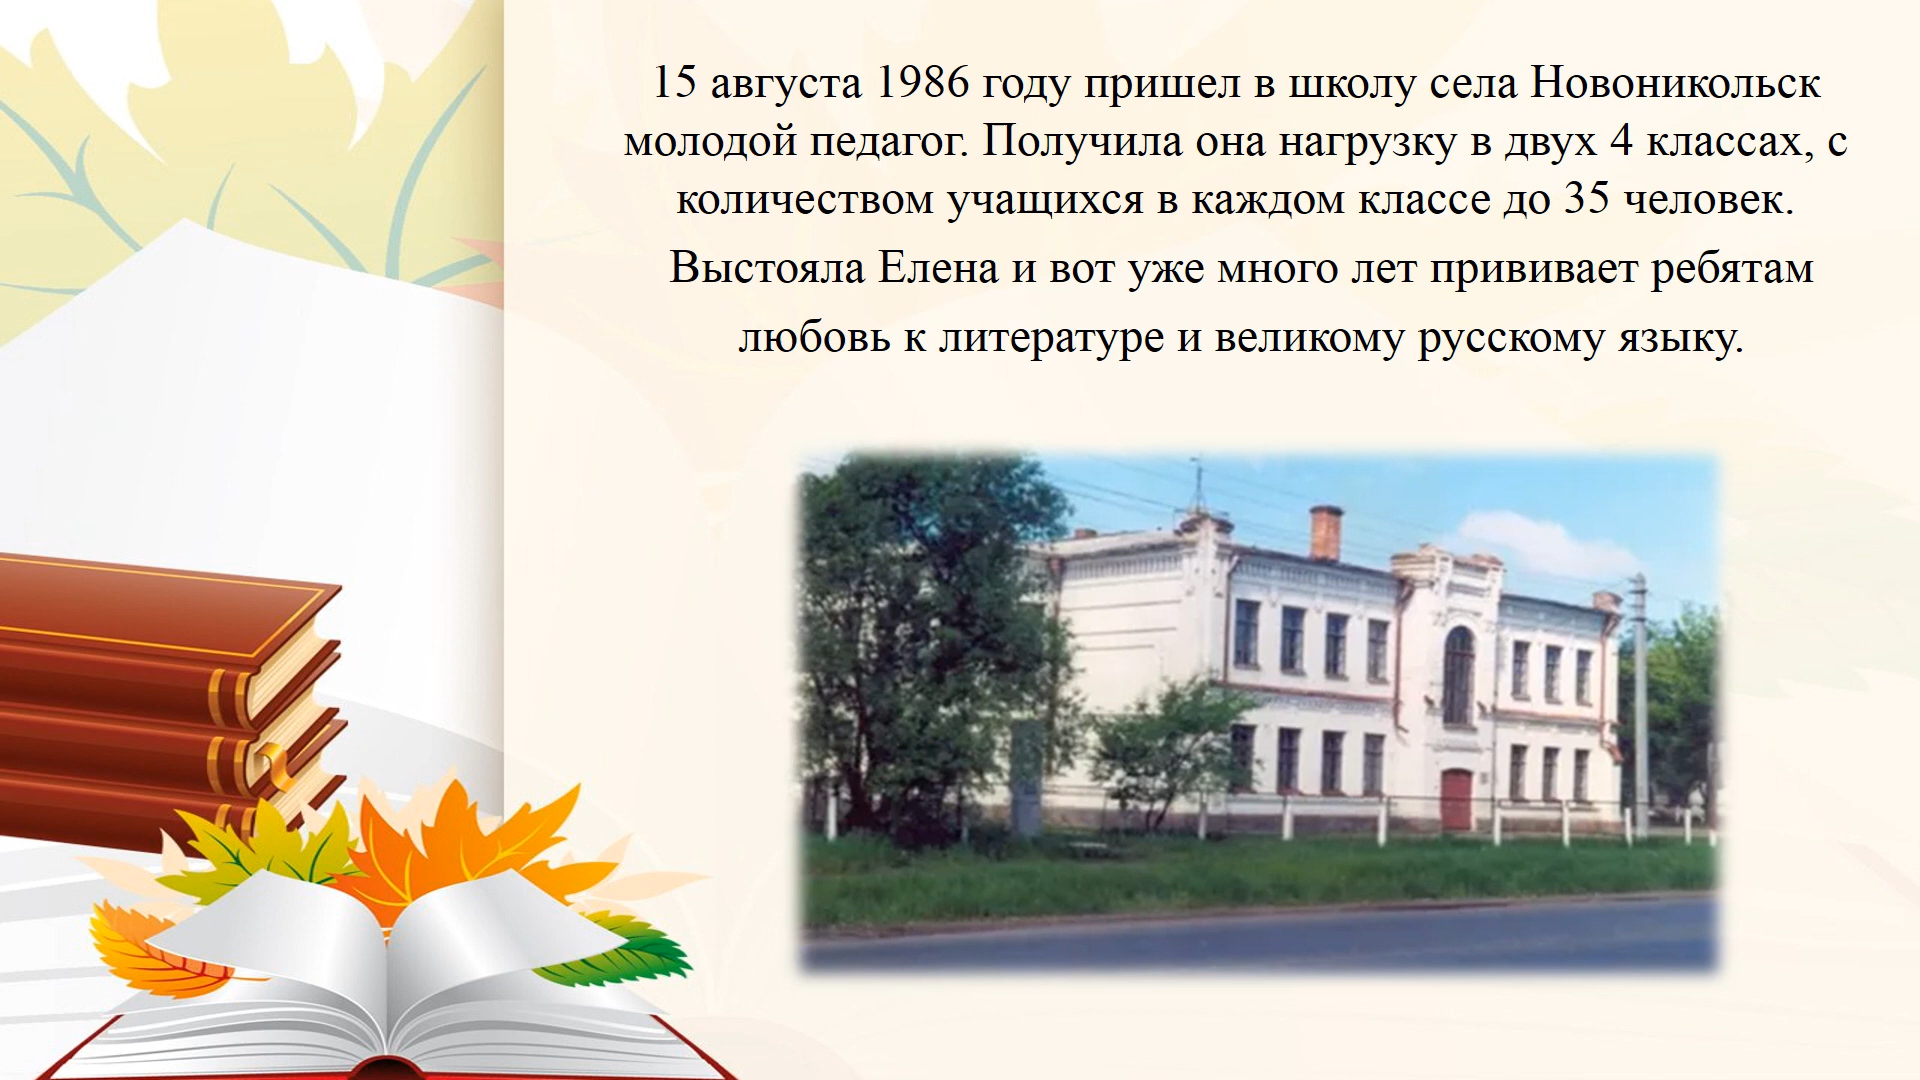 15 августа 1986 году пришел в школу села Новоникольск
молодой педагог. Получила она нагрузку в двух 4 классах, с
количеством учащихся в каждом классе до 35 человек.
Выстояла Елена и вот уже много лет прививает ребятам
любовь к литературе и великому русскому языку.